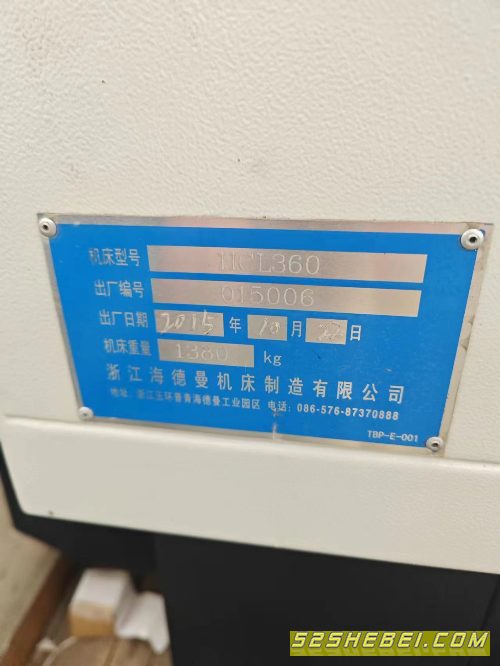 机床型号 HCL360
出厂编号 015006
出厂日期 2015 年 10 月 22 日
机床重量 1380 kg
浙江海德曼机床制造有限公司
地址:浙江玉环普青海德曼工业园区 电话:086-576-87370888
TBP-E-001
52SHEBEI.COM